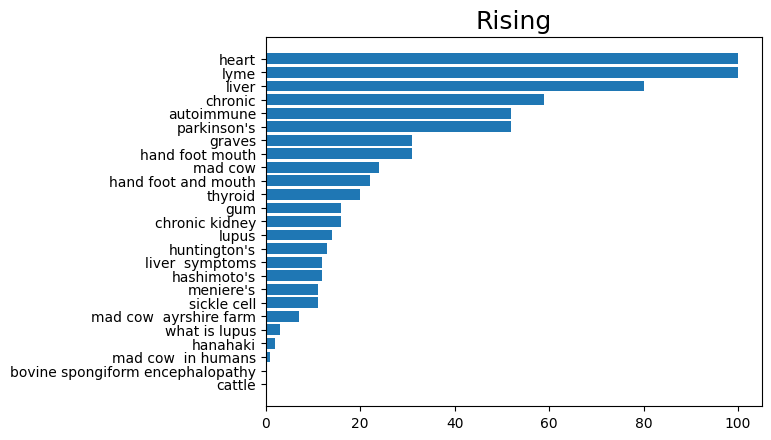 Rising
heart
lyme
liver
chronic
autoimmune
parkinson's
graves
hand foot mouth
mad cow
hand foot and mouth
thyroid
gum
chronic kidney
lupus
huntington's
liver  symptoms
hashimoto's
meniere's
sickle cell
mad cow  ayrshire farm
what is lupus
hanahaki
mad cow  in humans
bovine spongiform encephalopathy
cattle
0 20 40 60 80 100